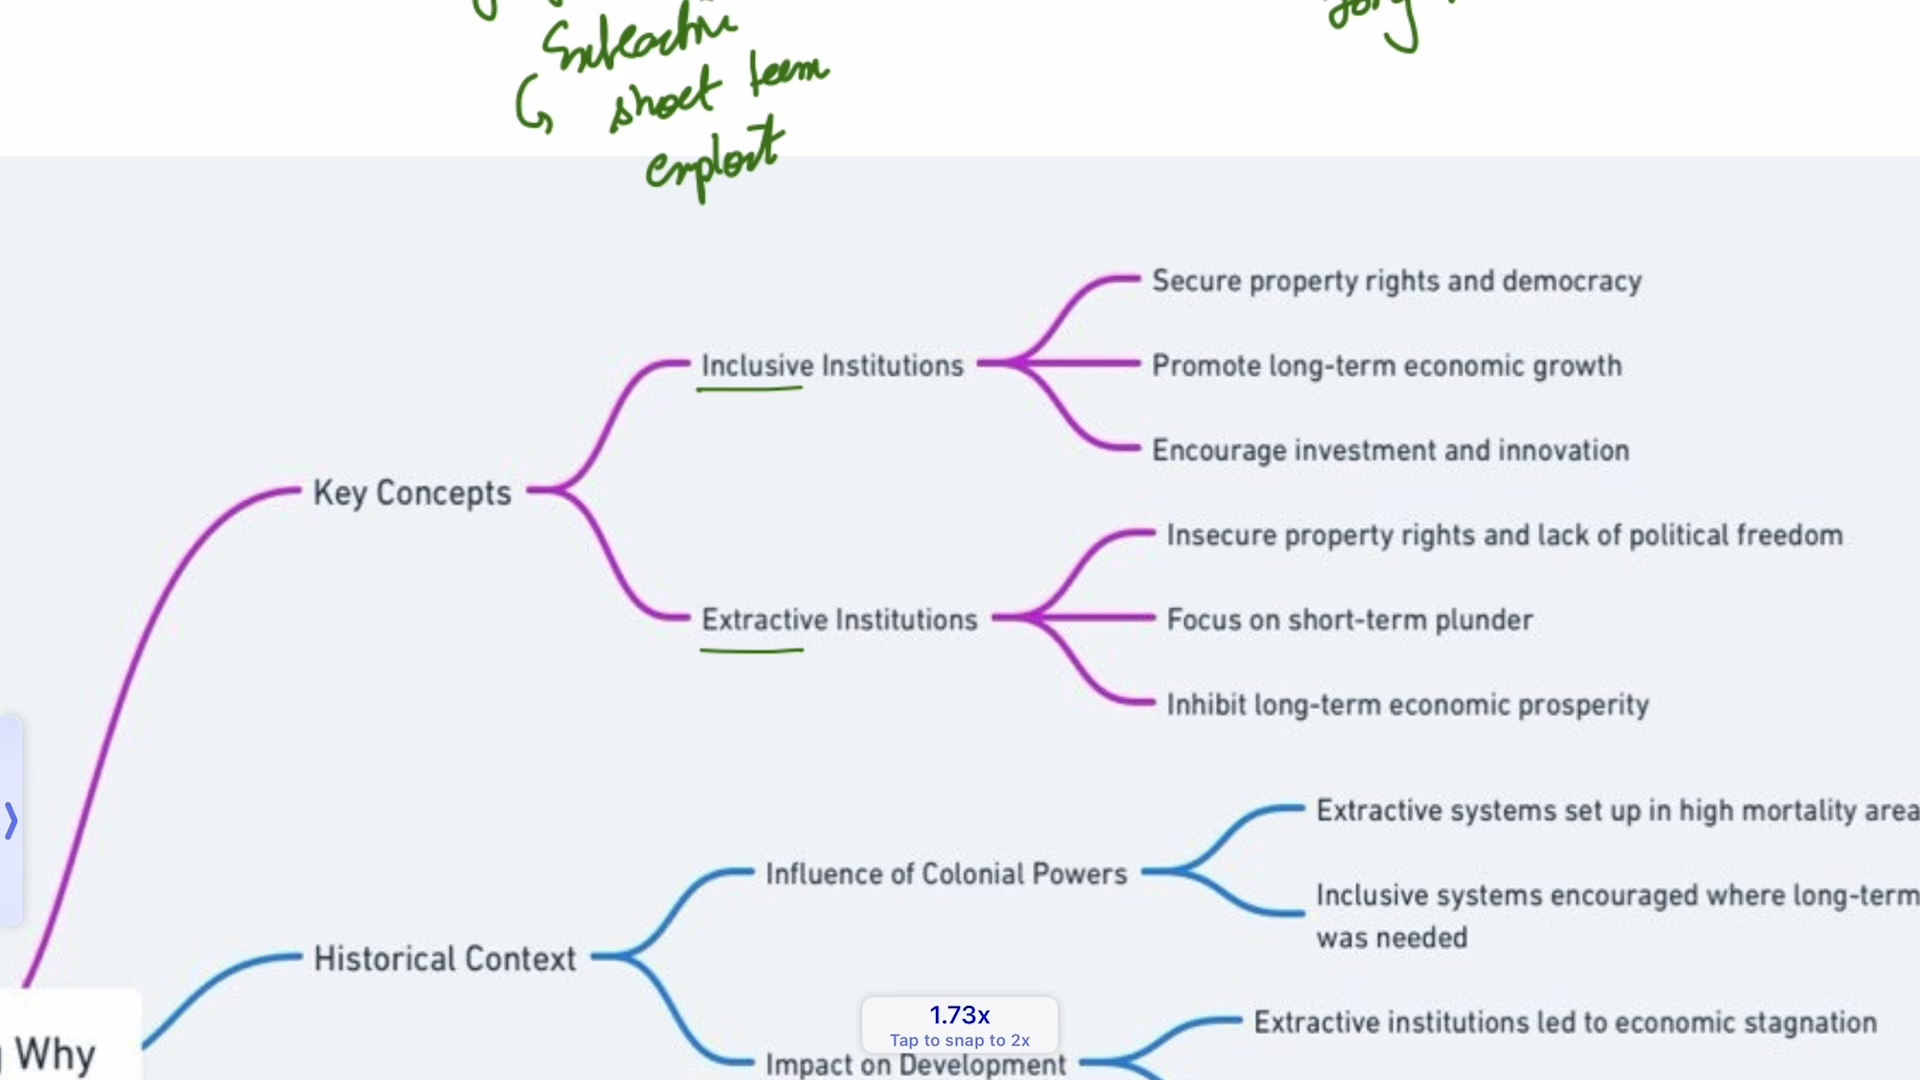 Extractive
short term
exploit
Secure property rights and democracy
Inclusive Institutions
Promote long-term economic growth
Encourage investment and innovation
Key Concepts
Insecure property rights and lack of political freedom
Extractive Institutions
Focus on short-term plunder
Inhibit long-term economic prosperity
Extractive systems set up in high mortality area
Influence of Colonial Powers
Inclusive systems encouraged where long-term
was needed
Historical Context
1.73x
Tap to snap to 2x
Extractive institutions led to economic stagnation
Why
Impact on Development